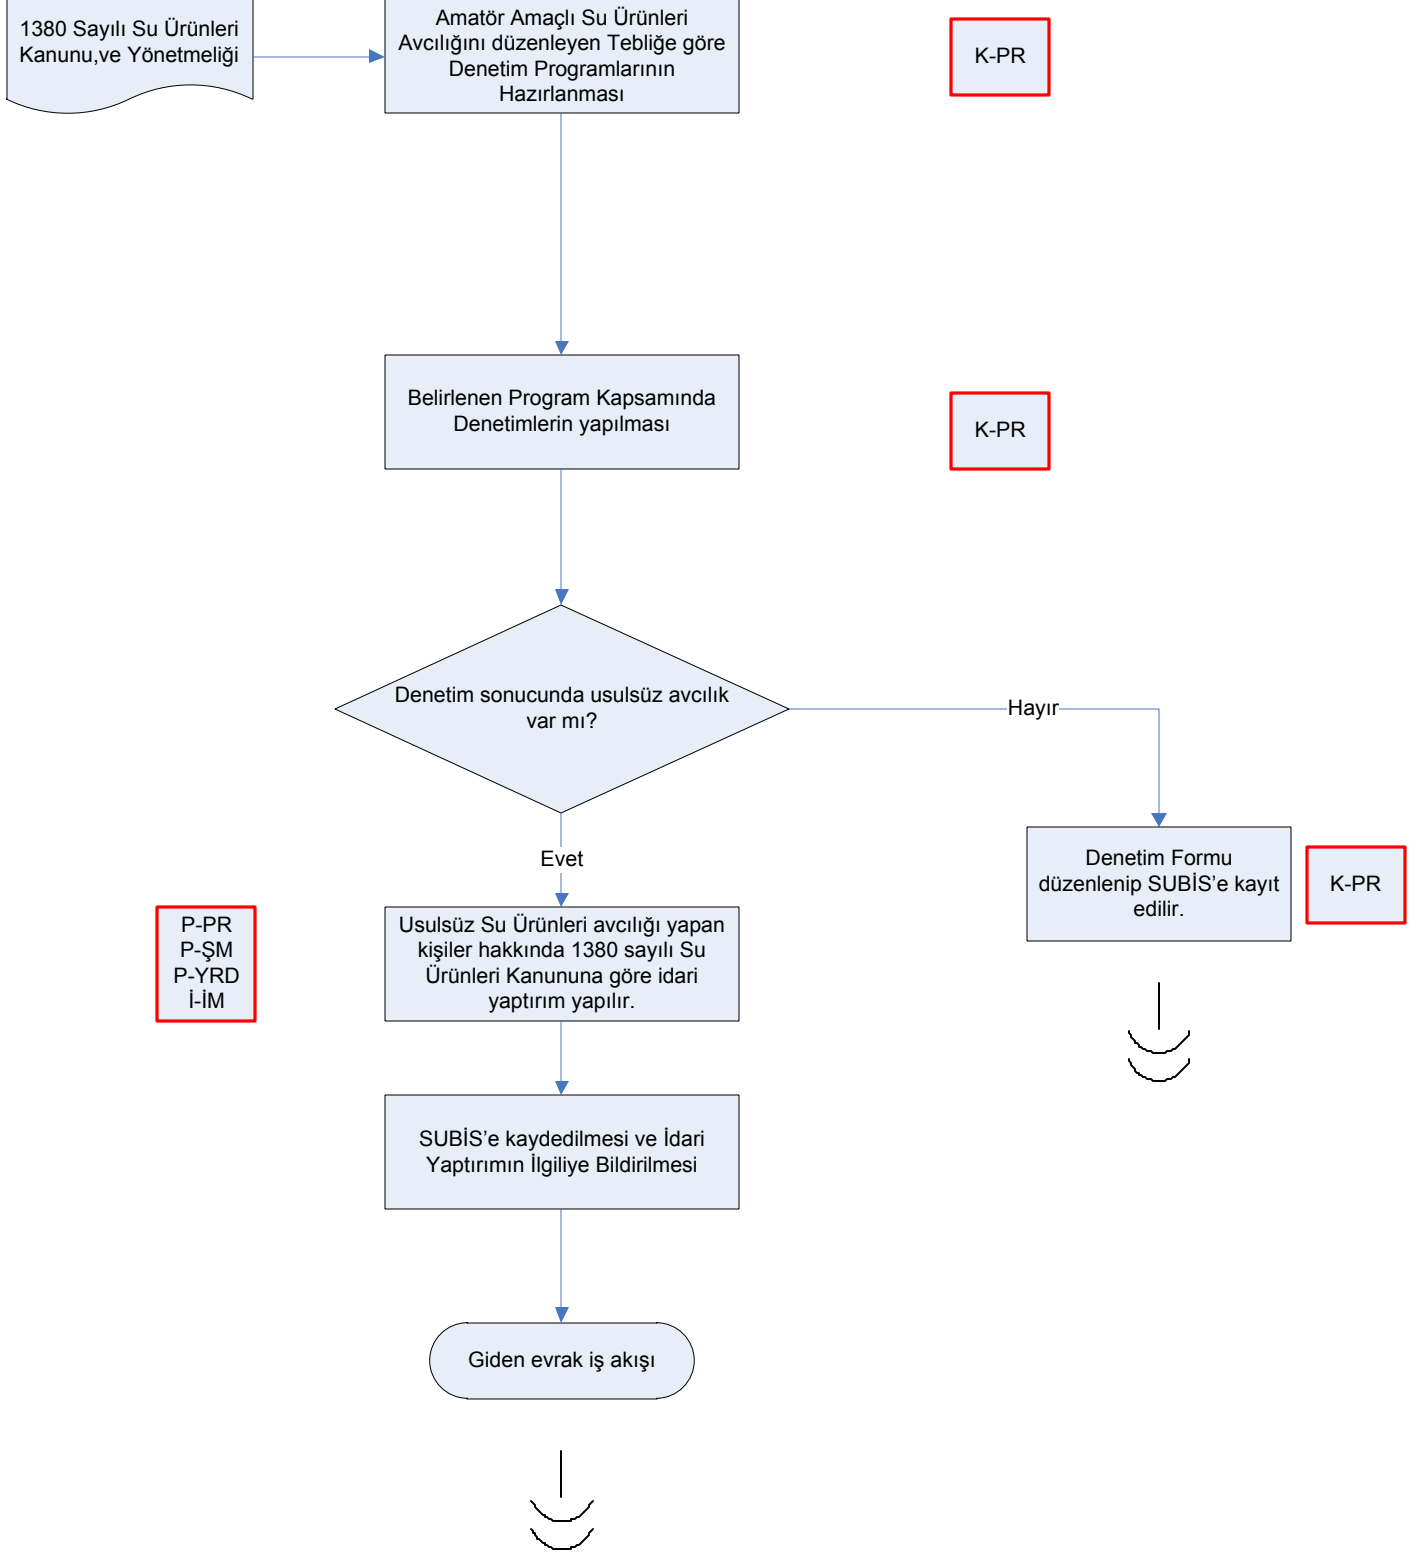 1380 Sayılı Su Ürünleri
Kanunu,ve Yönetmeliği
Amatör Amaçlı Su Ürünleri
Avcılığını düzenleyen Tebliğe göre
Denetim Programlarının
Hazırlanması
K-PR
Belirlenen Program Kapsamında
Denetimlerin yapılması
K-PR
Denetim sonucunda usulsüz avcılık
var mı?
Hayır
Evet
Denetim Formu
düzenlenip SUBİS’e kayıt
edilir.
K-PR
P-PR
P-ŞM
P-YRD
İ-İM
Usulsüz Su Ürünleri avcılığı yapan
kişiler hakkında 1380 sayılı Su
Ürünleri Kanununa göre idari
yaptırım yapılır.
SUBİS’e kaydedilmesi ve İdari
Yaptırımın İlgiliye Bildirilmesi
Giden evrak iş akışı